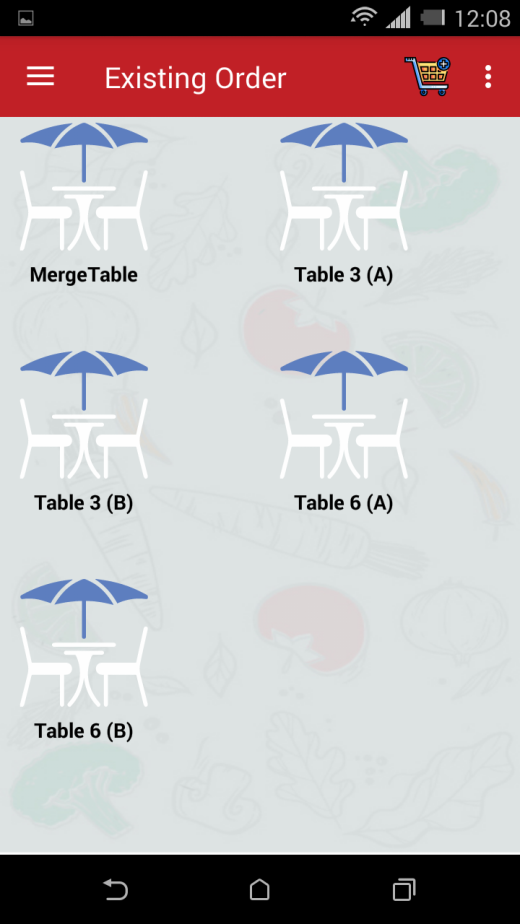 12:08
Existing Order
MergeTable
Table 3 (A)
Table 3 (B)
Table 6 (A)
Table 6 (B)